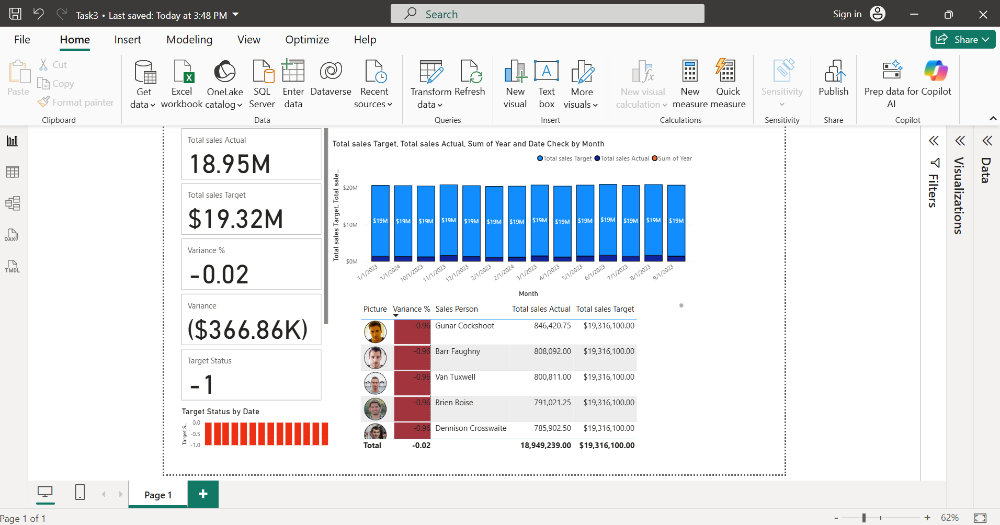 Task3 • Last saved: Today at 3:48 PM
Search
Sign in
File Home Insert Modeling View Optimize Help
Share
Paste
Cut
Copy
Format painter
Clipboard
Get data
Excel workbook
OneLake catalog
SQL Server
Enter data
Dataverse
Recent sources
Data
Transform data
Refresh
Queries
New visual
Text box
A
More visuals
Insert
New visual calculation
New measure
Quick measure
Calculations
Sensitivity
Sensitivity
Publish
Share
Prep data for AI
Copilot
Copilot
DAX
TMDL
Total sales Actual
18.95M
Total sales Target
$19.32M
Variance %
-0.02
Variance
($366.86K)
Target Status
-1
Target Status by Date
Target S...
0.0
-0.5
-1.0
Total sales Target, Total sales Actual, Sum of Year and Date Check by Month
Total sales Target Total sales Actual Sum of Year
Total sales Target, Total sale...
$20M
$10M
$0M
$19M $19M $19M $19M $19M $19M $19M $19M $19M $19M $19M $19M $19M $19M
1/1/2023 1/1/2024 10/1/2023 11/1/2023 12/1/2023 2/1/2023 2/1/2024 3/1/2023 4/1/2023 5/1/2023 6/1/2023 7/1/2023 8/1/2023 9/1/2023
Month
Picture Variance % Sales Person Total sales Actual Total sales Target
-0.96 Gunar Cockshoot 846,420.75 $19,316,100.00
-0.96 Barr Faughny 808,092.00 $19,316,100.00
-0.96 Van Tuxwell 800,811.00 $19,316,100.00
-0.96 Brien Boise 791,021.25 $19,316,100.00
-0.96 Dennison Crosswaite 785,902.50 $19,316,100.00
Total -0.02 18,949,239.00 $19,316,100.00
Filters
Visualizations
Data
Page 1
Page 1 of 1
62%